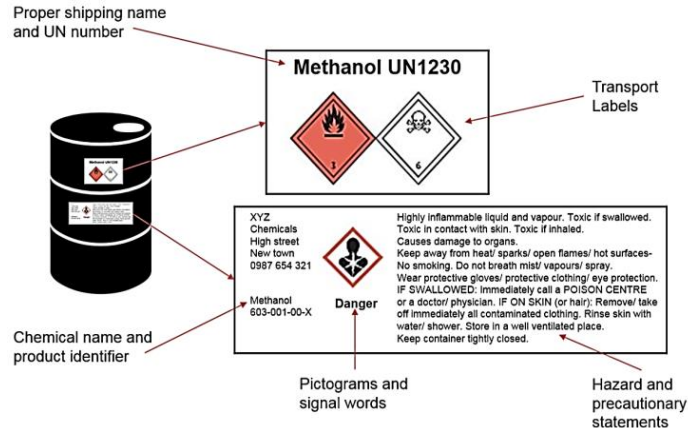 Proper shipping name
and UN number
Methanol UN1230
3
6
Transport
Labels
Methanol UN1230
XYZ
Chemicals
High street
New town
0987 654 321
Methanol
603-001-00-X
Danger
Highly inflammable liquid and vapour. Toxic if swallowed.
Toxic in contact with skin. Toxic if inhaled.
Causes damage to organs.
Keep away from heat/ sparks/ open flames/ hot surfaces-
No smoking. Do not breath mist/ vapours/ spray.
Wear protective gloves/ protective clothing/ eye protection.
IF SWALLOWED: Immediately call a POISON CENTRE
or a doctor/ physician. IF ON SKIN (or hair): Remove/ take
off immediately all contaminated clothing. Rinse skin with
water/ shower. Store in a well ventilated place.
Keep container tightly closed.
Chemical name and
product identifier
Pictograms and
signal words
Hazard and
precautionary
statements